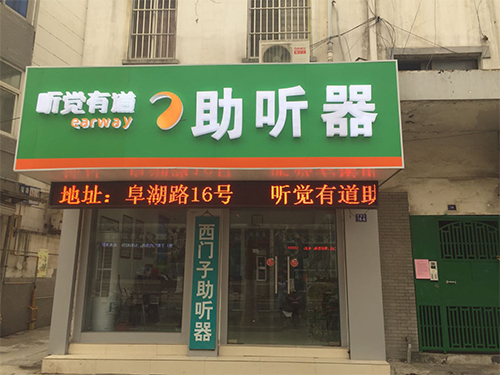 听觉有道
earway
助听器
地址：阜湖路16号 听觉有道助
西门子助听器